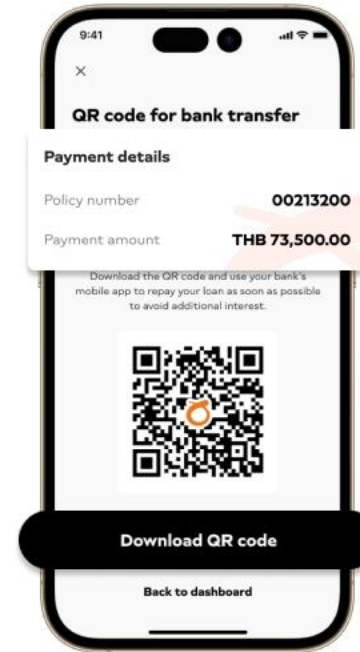 9:41
QR code for bank transfer
Payment details
Policy number 00213200
Payment amount THB 73,500.00
Download the QR code and use your bank's
mobile app to repay your loan as soon as possible
to avoid additional interest.
Download QR code
Back to dashboard